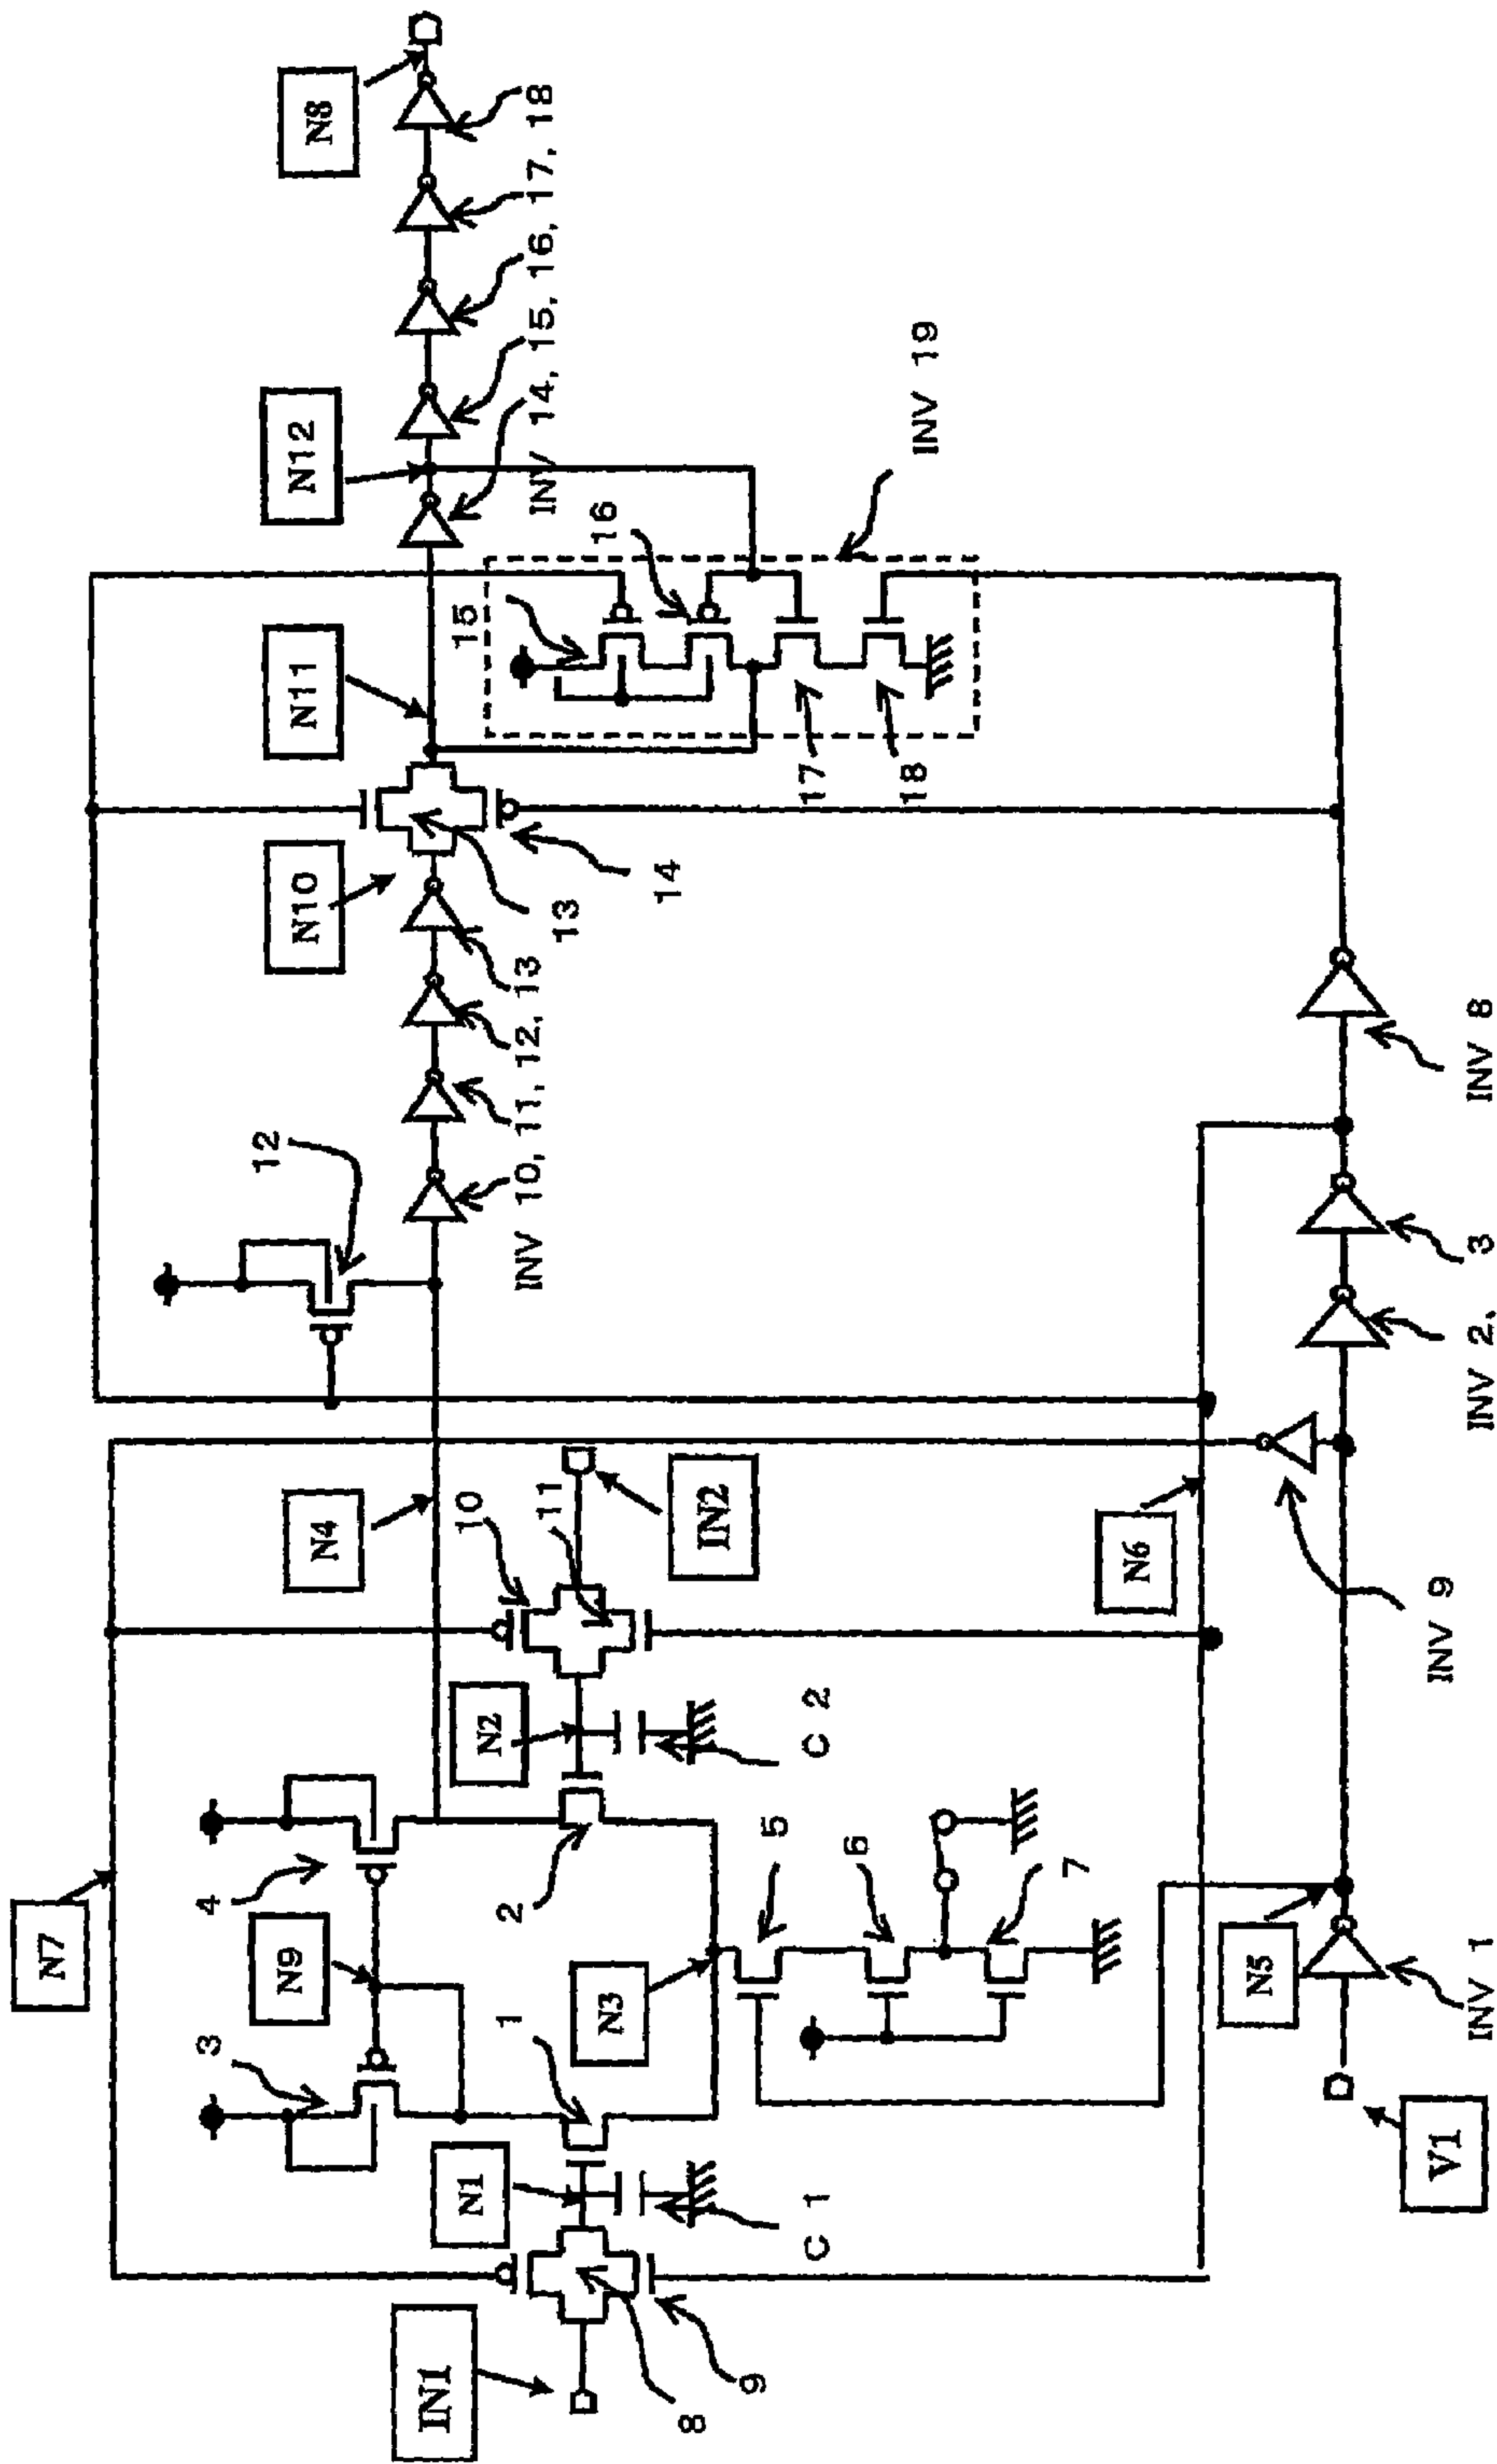 N7
N8
N12
N11
N10
12
N4
4
N9
3
INV 10, 11, 12, 13
13
14
15
16
INV 14, 15, 16, 17, 18
INV 19
17
18
10
11
IN2
N2
C 2
2
1
N1
C 1
IN1
8
9
N3
5
6
7
N6
INV 9
N5
V1
INV 1
INV 2, 3
INV 8